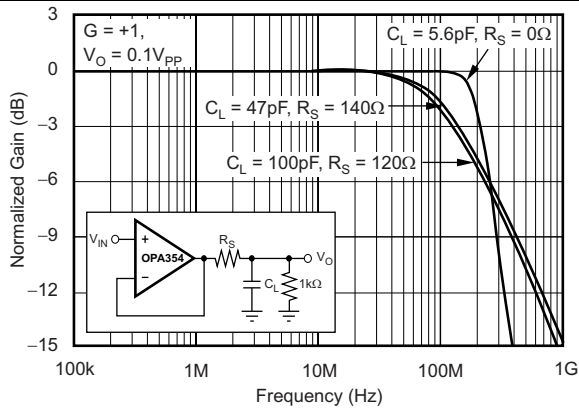 3
0
−3
−6
−9
−12
−15
Normalized Gain (dB)
G = +1,
V_O = 0.1V_PP
C_L = 5.6pF, R_S = 0Ω
C_L = 47pF, R_S = 140Ω
C_L = 100pF, R_S = 120Ω
V_IN
+
−
OPA354
R_S
V_O
C_L
1kΩ
100k
1M
10M
100M
1G
Frequency (Hz)